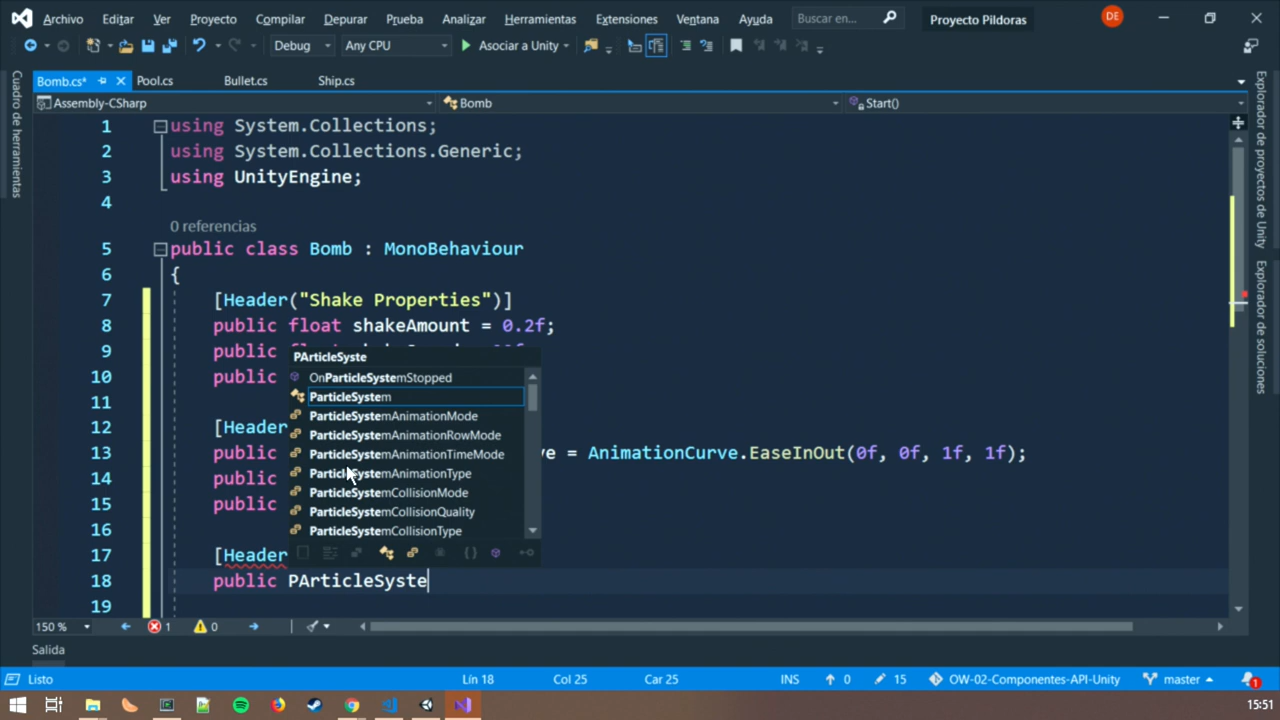 Archivo Editar Ver Proyecto Compilar Depurar Prueba Analizar Herramientas Extensiones Ventana Ayuda Buscar en... Proyecto Pildoras DE
Debug Any CPU Asociar a Unity
Bomb.cs* Pool.cs Bullet.cs Ship.cs
Assembly-CSharp Bomb Start()
Cuadro de herramientas
Explorador de proyectos de Unity
Explorador de soluciones
1 using System.Collections;
2 using System.Collections.Generic;
3 using UnityEngine;
4
0 referencias
5 public class Bomb : MonoBehaviour
6 {
7 [Header("Shake Properties")]
8 public float shakeAmount = 0.2f;
9 public
10 public
11
12 [Header
13 public ve = AnimationCurve.EaseInOut(0f, 0f, 1f, 1f);
14 public
15 public
16
17 [Header
18 public PArticleSyste
19
PArticleSyste
OnParticleSystemStopped
ParticleSystem
ParticleSystemAnimationMode
ParticleSystemAnimationRowMode
ParticleSystemAnimationTimeMode
ParticleSystemAnimationType
ParticleSystemCollisionMode
ParticleSystemCollisionQuality
ParticleSystemCollisionType
150 % 1 0
Salida
Listo Lín 18 Col 25 Car 25 INS 0 15 OW-02-Componentes-API-Unity master 1
15:51